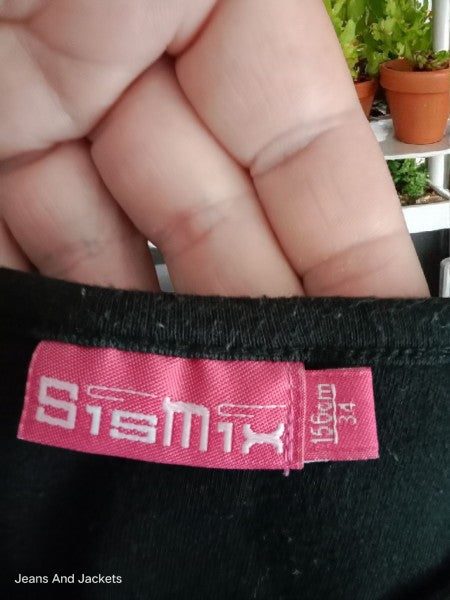 SisMix
156cm
34
Jeans And Jackets